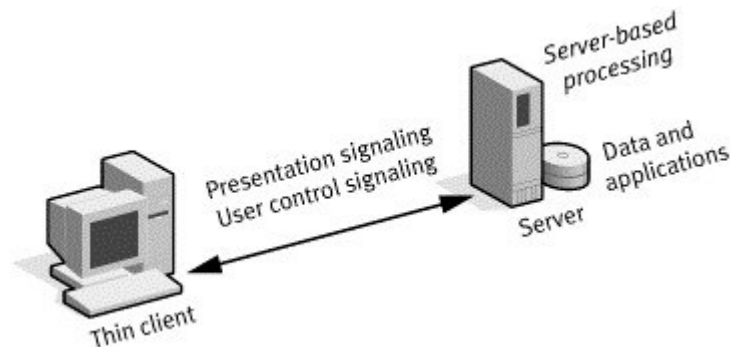 Server-based
processing
Presentation signaling
User control signaling
Data and
applications
Server
Thin client